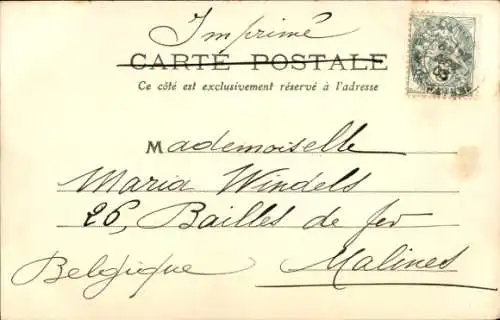 Imprimé
CARTE POSTALE
Ce côté est exclusivement réservé à l'adresse
Mademoiselle
Maria Windels
26, Bailles de fer
Belgique Malines